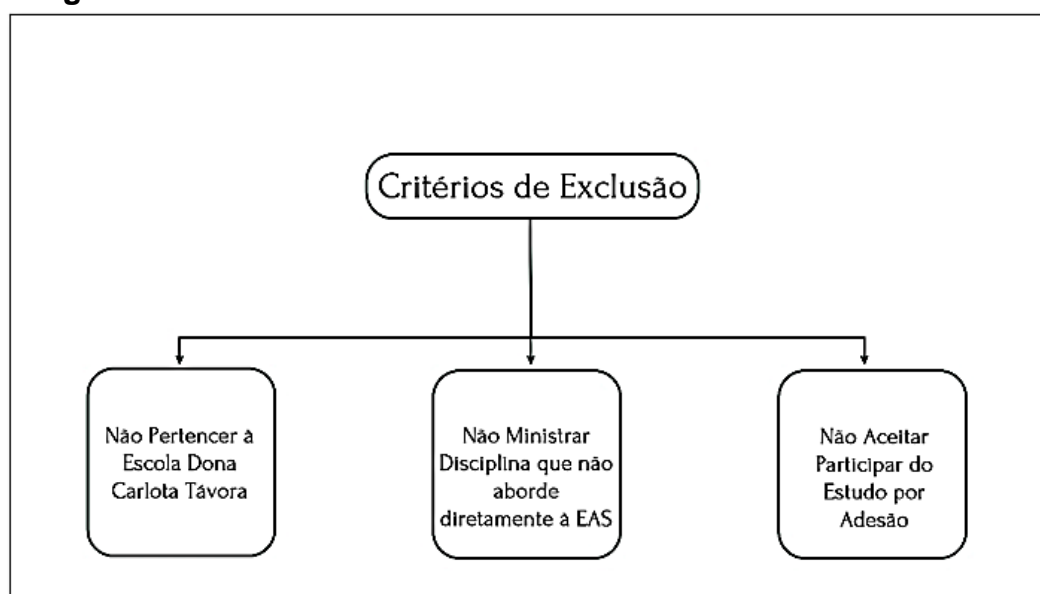 Critérios de Exclusão
Não Pertencer à
Escola Dona
Carlota Távora
Não Ministrar
Disciplina que não
aborde
diretamente à EAS
Não Aceitar
Participar do
Estudo por
Adesão